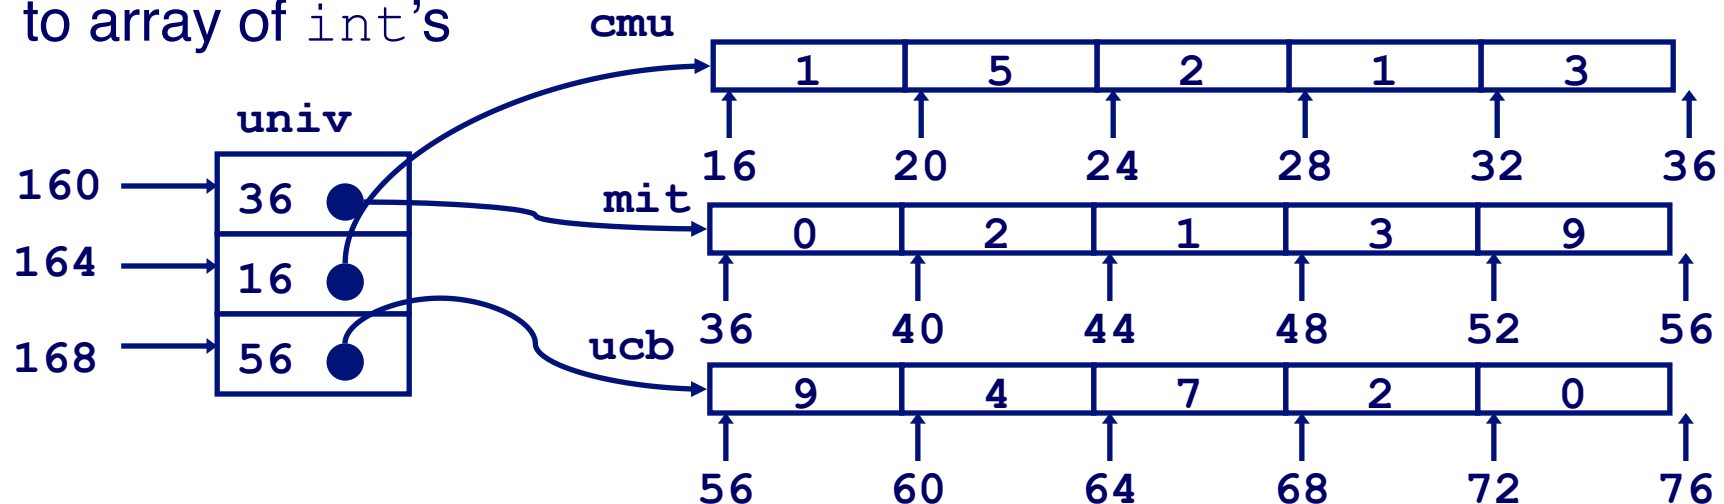 to array of int's
cmu
1 5 2 1 3
16 20 24 28 32 36
univ
160 36
164 16
168 56
mit
0 2 1 3 9
36 40 44 48 52 56
ucb
9 4 7 2 0
56 60 64 68 72 76